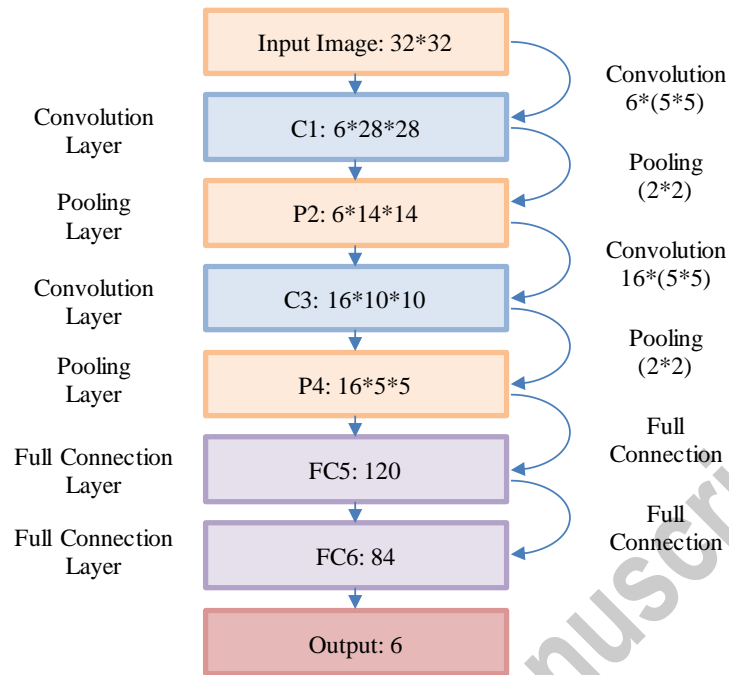 Input Image: 32*32
Convolution
6*(5*5)
Convolution
Layer
C1: 6*28*28
Pooling
(2*2)
Pooling
Layer
P2: 6*14*14
Convolution
16*(5*5)
Convolution
Layer
C3: 16*10*10
Pooling
(2*2)
Pooling
Layer
P4: 16*5*5
Full
Connection
Full Connection
Layer
FC5: 120
Full
Connection
Full Connection
Layer
FC6: 84
Output: 6
nuscri